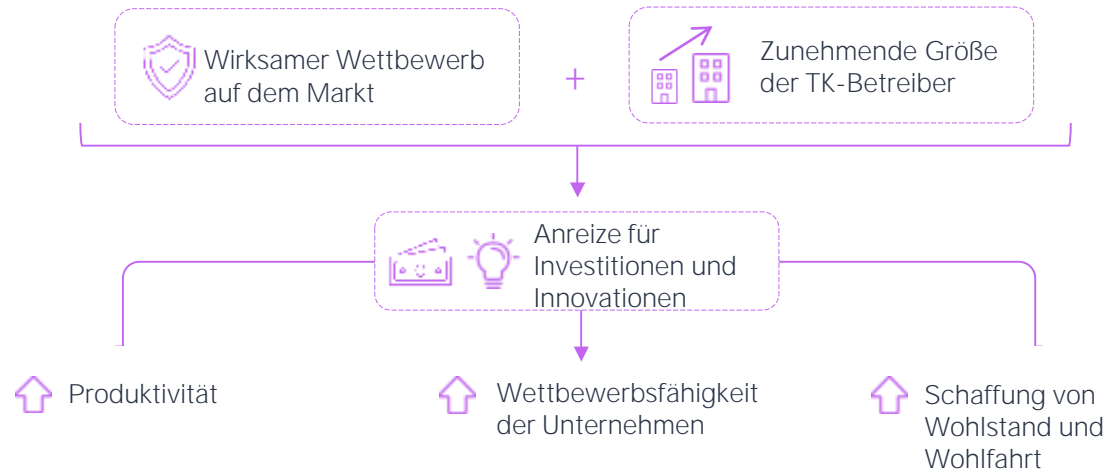 Wirksamer Wettbewerb
auf dem Markt
+
Zunehmende Größe
der TK-Betreiber
Anreize für
Investitionen und
Innovationen
Produktivität
Wettbewerbsfähigkeit
der Unternehmen
Schaffung von
Wohlstand und
Wohlfahrt